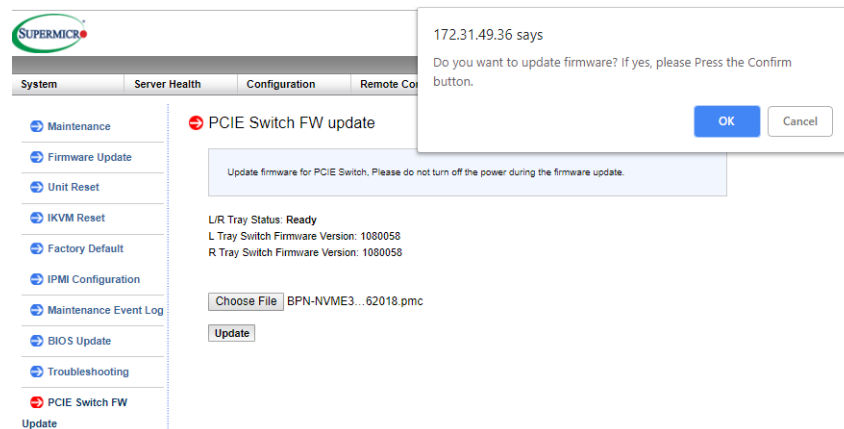 SUPERMICR
172.31.49.36 says
Do you want to update firmware? If yes, please Press the Confirm
button.
OK Cancel
System Server Health Configuration Remote Con
Maintenance
Firmware Update
Unit Reset
IKVM Reset
Factory Default
IPMI Configuration
Maintenance Event Log
BIOS Update
Troubleshooting
PCIE Switch FW
Update
PCIE Switch FW update
Update firmware for PCIE Switch, Please do not turn off the power during the firmware update.
L/R Tray Status: Ready
L Tray Switch Firmware Version: 1080058
R Tray Switch Firmware Version: 1080058
Choose File BPN-NVME3...62018.pmc
Update